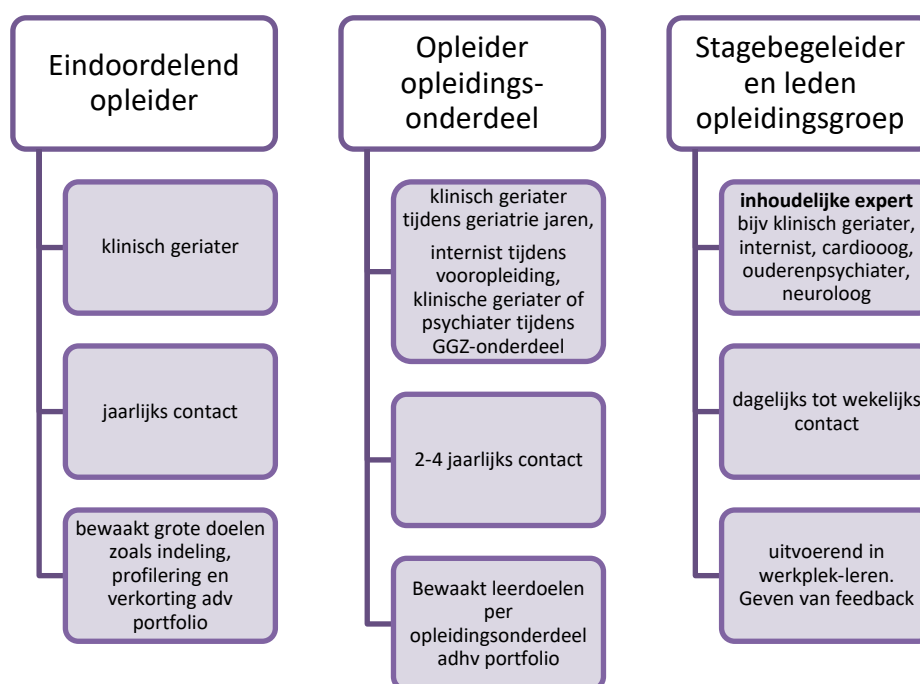 Eindoordelend
opleider
klinisch geriater
jaarlijks contact
bewaakt grote doelen
zoals indeling,
profilering en
verkorting adv
portfolio
Opleider
opleidings-
onderdeel
klinisch geriater
tijdens geriatrie jaren,
internist tijdens
vooropleiding,
klinische geriater of
psychiater tijdens
GGZ-onderdeel
2-4 jaarlijks contact
Bewaakt leerdoelen
per
opleidingsonderdeel
adhv portfolio
Stagebegeleider
en leden
opleidingsgroep
inhoudelijke expert
bijv klinisch geriater,
internist, cardiooog,
ouderenpsychiater,
neuroloog
dagelijks tot wekelijks
contact
uitvoerend in
werkplek-leren.
Geven van feedback